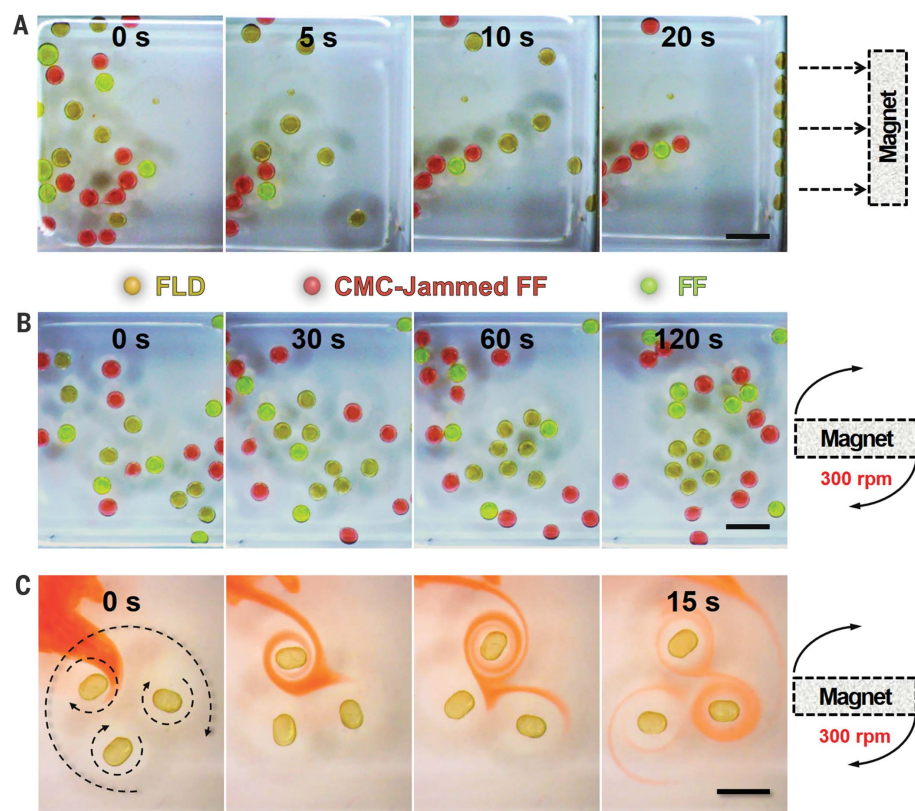 A
0 s
5 s
10 s
20 s
Magnet
FLD
CMC-Jammed FF
FF
B
0 s
30 s
60 s
120 s
Magnet
300 rpm
C
0 s
15 s
Magnet
300 rpm